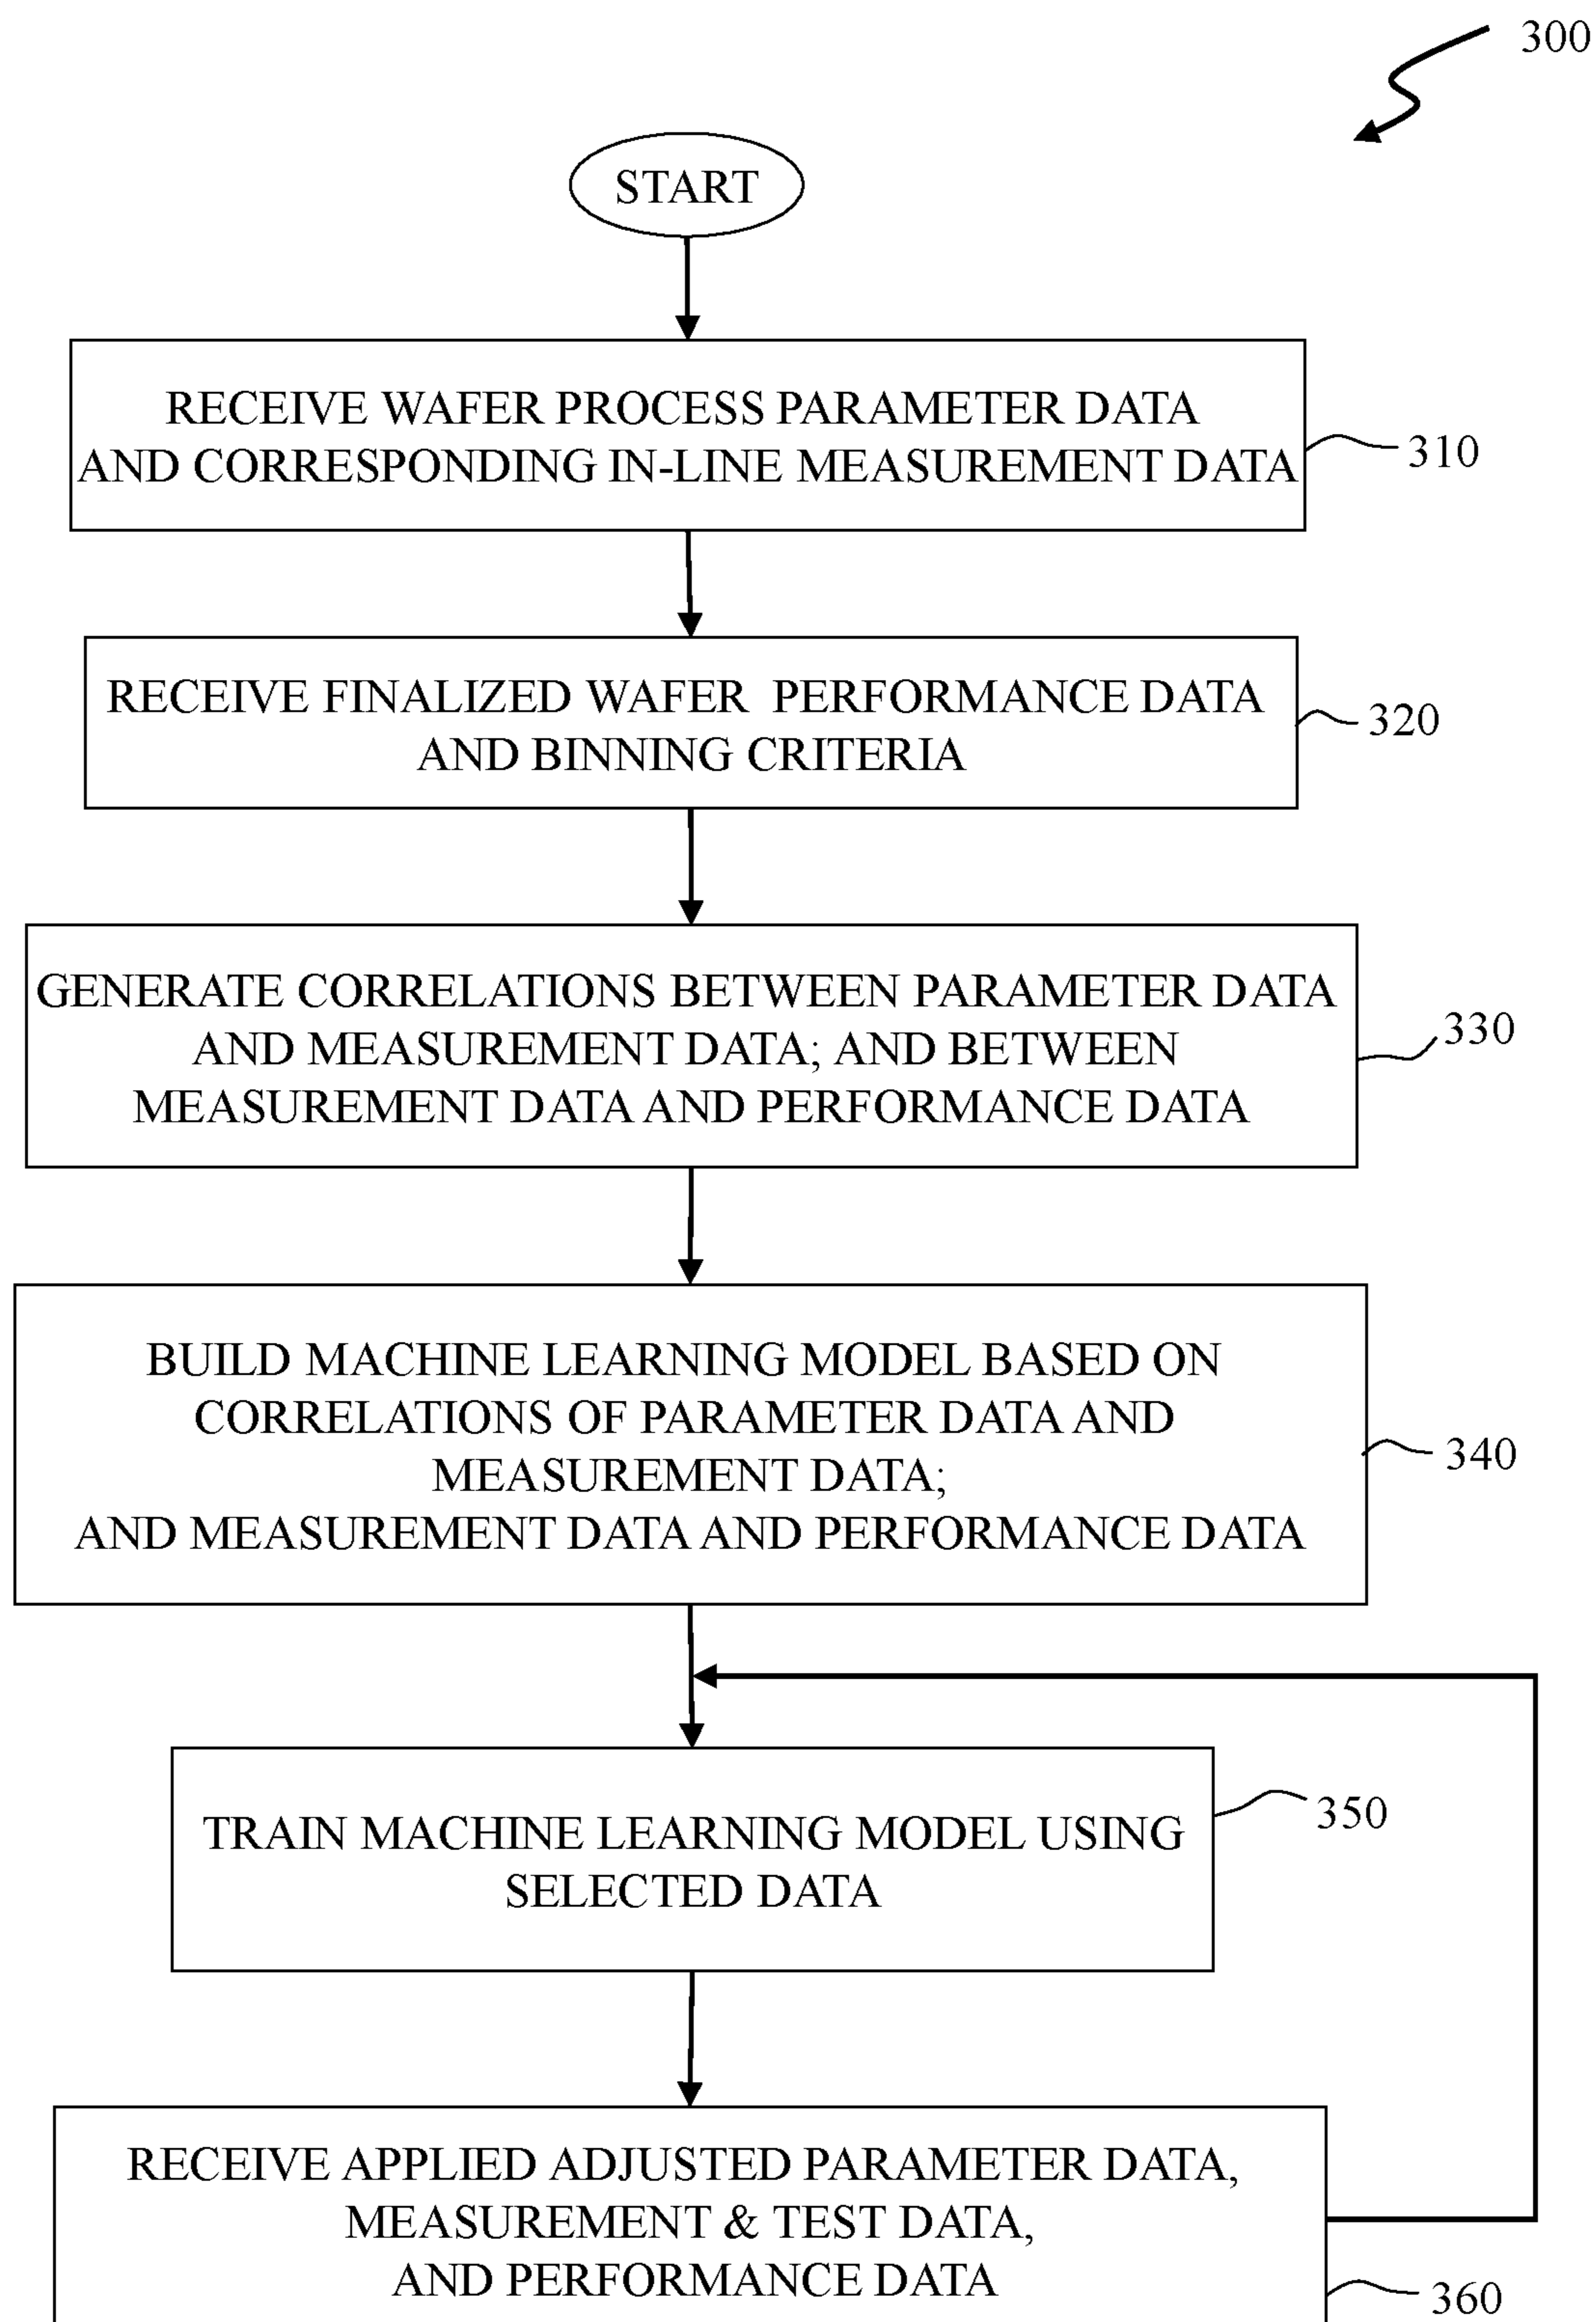 300
START
RECEIVE WAFER PROCESS PARAMETER DATA
AND CORRESPONDING IN-LINE MEASUREMENT DATA
310
RECEIVE FINALIZED WAFER PERFORMANCE DATA
AND BINNING CRITERIA
320
GENERATE CORRELATIONS BETWEEN PARAMETER DATA
AND MEASUREMENT DATA; AND BETWEEN
MEASUREMENT DATA AND PERFORMANCE DATA
330
BUILD MACHINE LEARNING MODEL BASED ON
CORRELATIONS OF PARAMETER DATA AND
MEASUREMENT DATA;
AND MEASUREMENT DATA AND PERFORMANCE DATA
340
TRAIN MACHINE LEARNING MODEL USING
SELECTED DATA
350
RECEIVE APPLIED ADJUSTED PARAMETER DATA,
MEASUREMENT & TEST DATA,
AND PERFORMANCE DATA
360